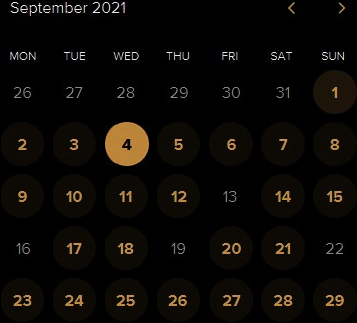 September 2021
MON TUE WED THU FRI SAT SUN
26 27 28 29 30 31 1
2 3 4 5 6 7 8
9 10 11 12 13 14 15
16 17 18 19 20 21 22
23 24 25 26 27 28 29